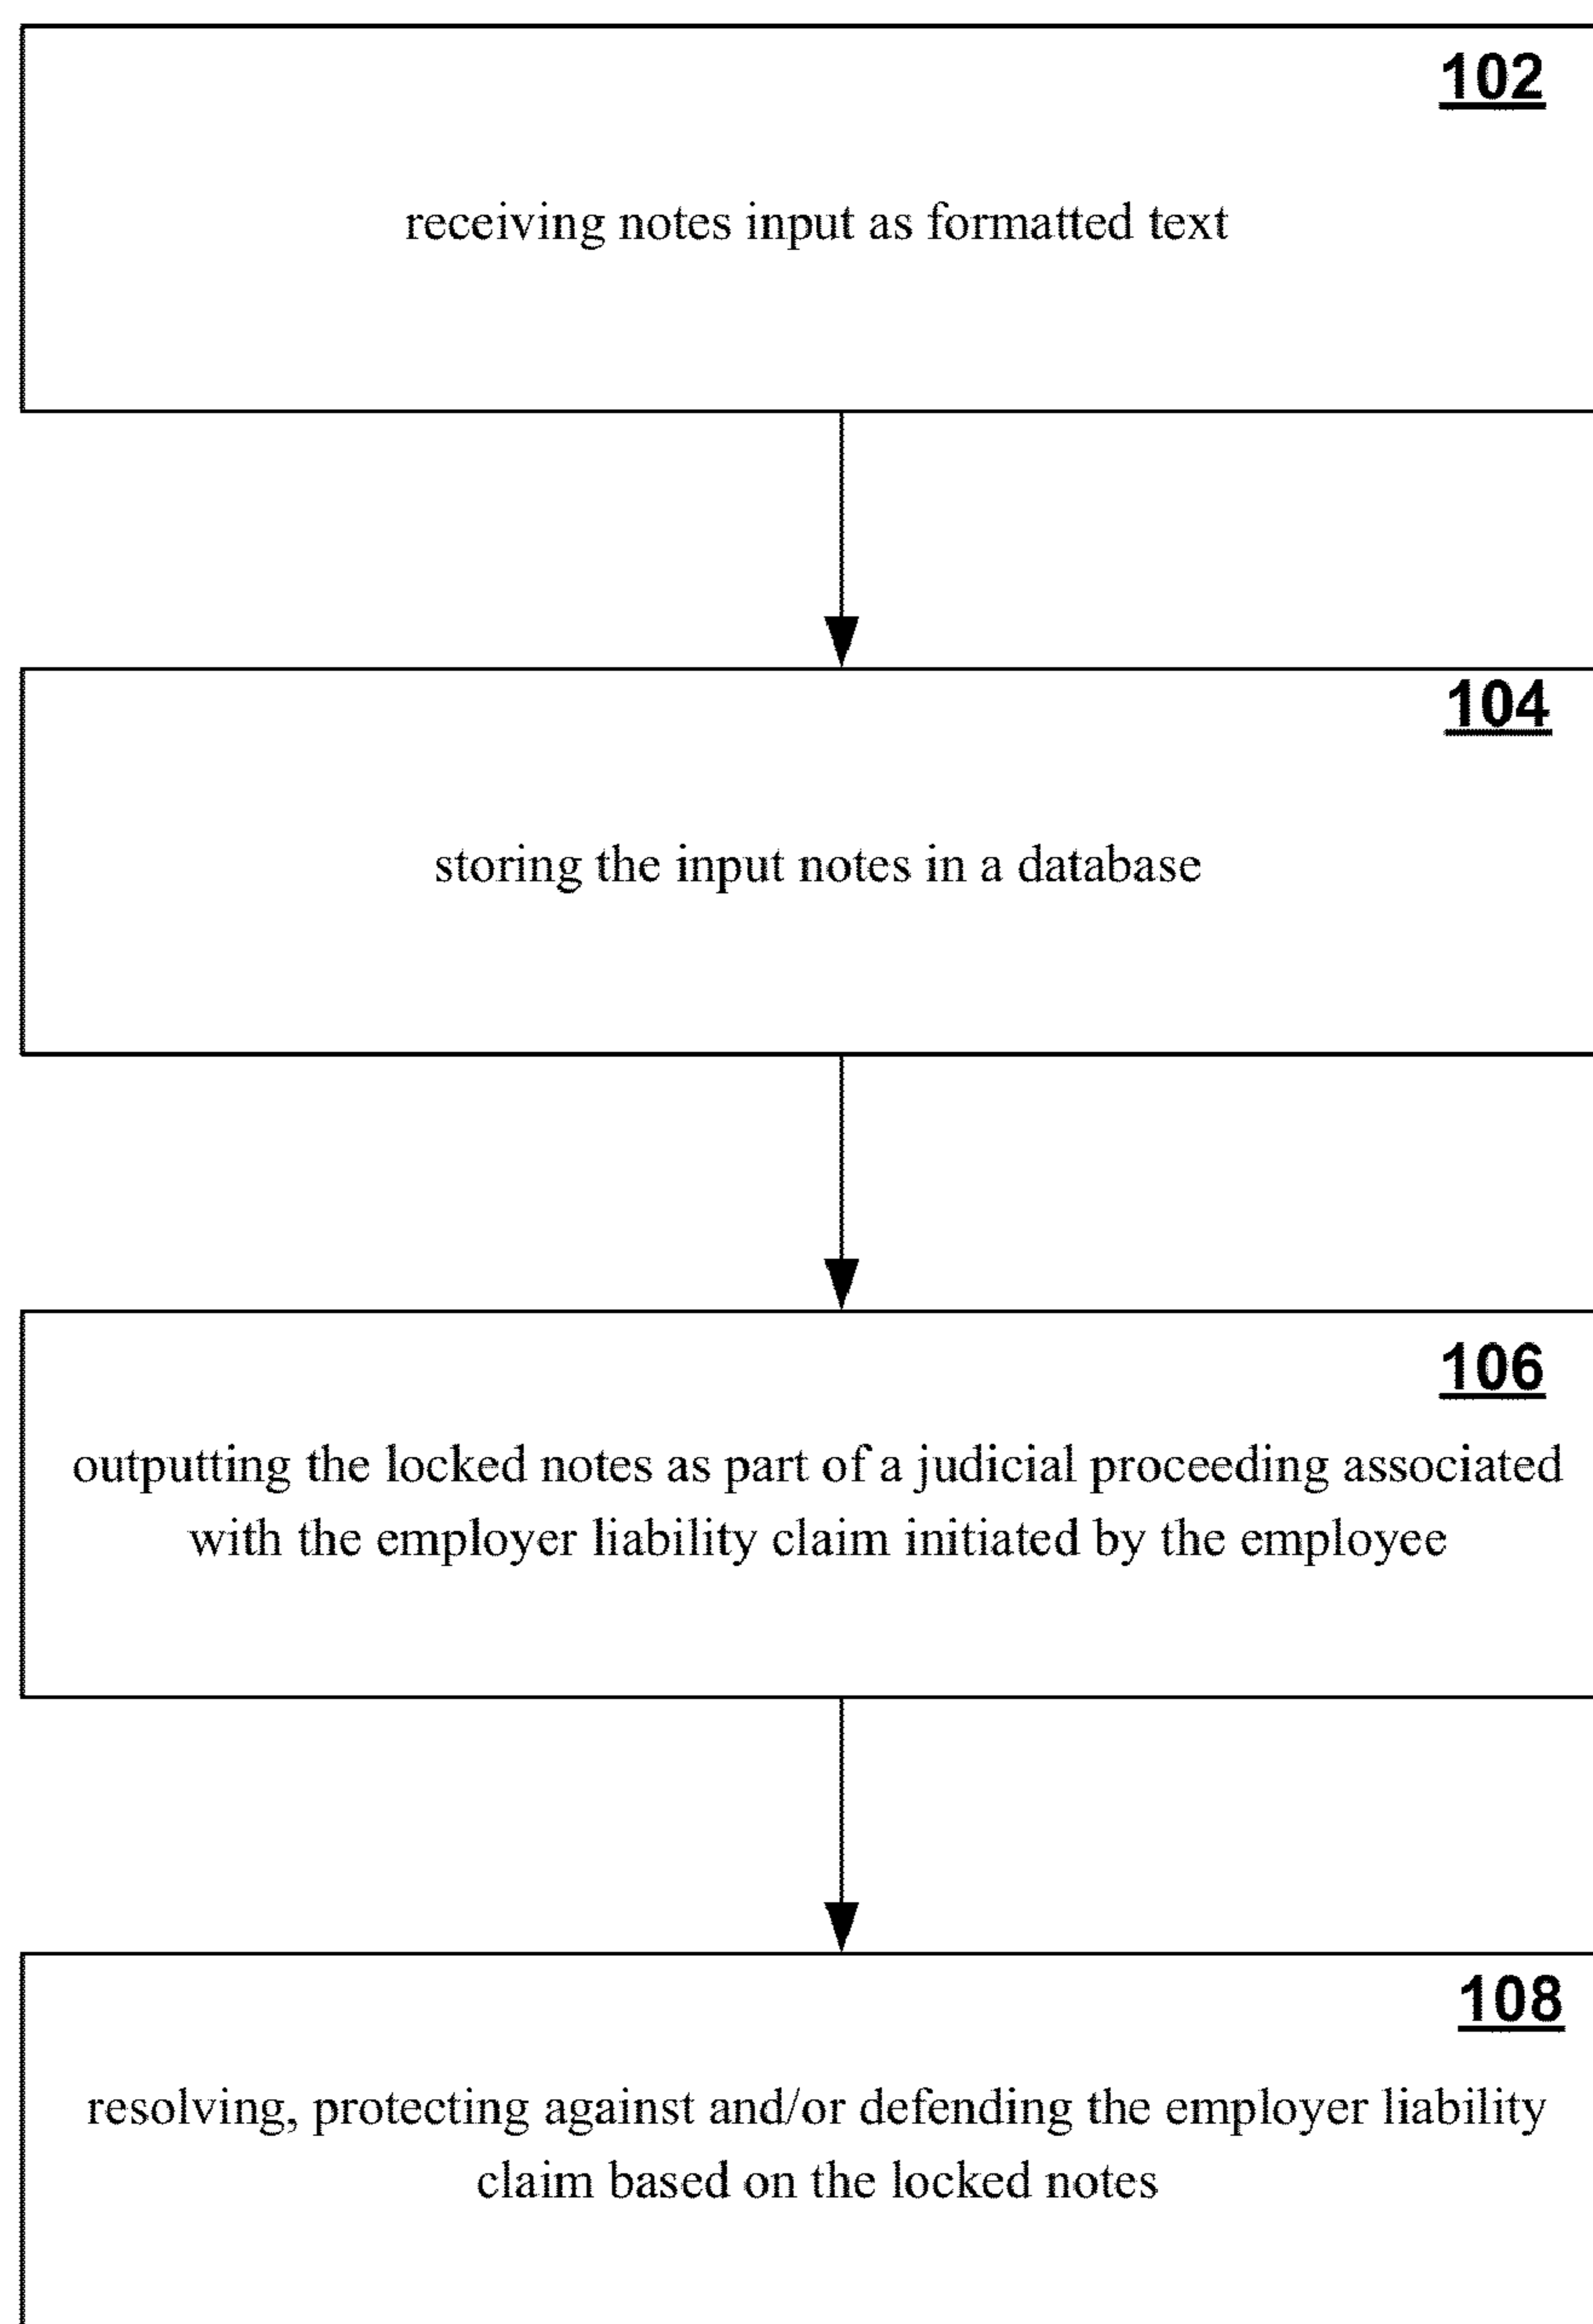 102
receiving notes input as formatted text
104
storing the input notes in a database
106
outputting the locked notes as part of a judicial proceeding associated
with the employer liability claim initiated by the employee
108
resolving, protecting against and/or defending the employer liability
claim based on the locked notes